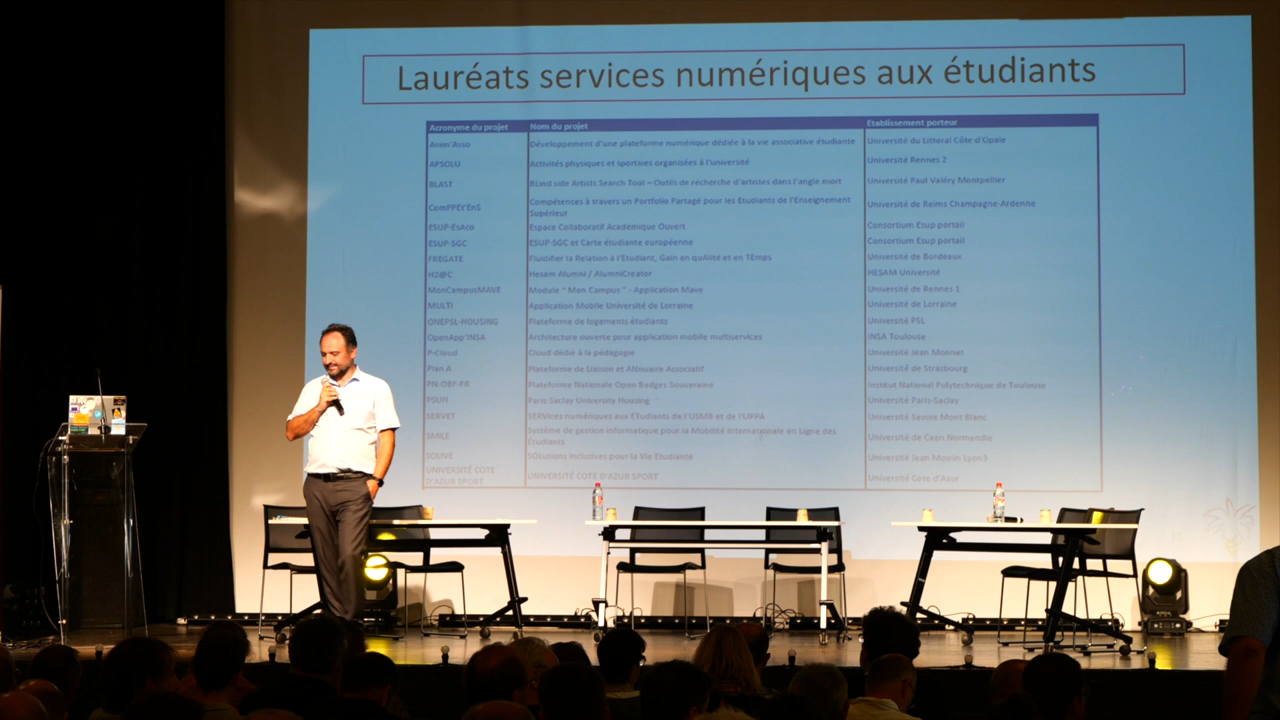 Lauréats services numériques aux étudiants
Acronyme du projet Nom du projet Etablissement porteur
Anim'Asso Développement d'une plateforme numérique dédiée à la vie associative étudiante Université du Littoral Côte d'Opale
APSOLU Activités physiques et sportives organisées à l'université Université Rennes 2
BLAST BLind side Artists Search Tool – Outils de recherche d'artistes dans l'angle mort Université Paul Valéry Montpellier
ComPPEt'EnS Compétences à travers un Portfolio Partagé pour les Etudiants de l'Enseignement Université de Reims Champagne-Ardenne
Supérieur
ESUP-EsAco Espace Collaboratif Académique Ouvert Consortium Esup portail
ESUP-SGC ESUP-SGC et Carte étudiante européenne Consortium Esup portail
FREGATE Fluidifier la Relation à l'Etudiant, Gain en quAlité et en TEmps Université de Bordeaux
H2@C Hesam Alumni / AlumniCreator HESAM Université
MonCampusMAVE Module " Mon Campus " - Application Mave Université de Rennes 1
MULTI Application Mobile Université de Lorraine Université de Lorraine
ONEPSL-HOUSING Plateforme de logements étudiants Université PSL
OpenApp'INSA Architecture ouverte pour application mobile multiservices INSA Toulouse
P-Cloud Cloud dédié à la pédagogie Université Jean Monnet
Plan A Plateforme de Liaison et ANnuaire Associatif Université de Strasbourg
PN-OBF-FR Plateforme Nationale Open Badges Souveraine Institut National Polytechnique de Toulouse
PSUH Paris Saclay University Housing Université Paris-Saclay
SERVET SERVices numériques aux ETudiants de l'USMB et de l'UPPA Université Savoie Mont Blanc
SMILE Système de gestion informatique pour la Mobilité Internationale en Ligne des Université de Caen Normandie
Étudiants
SOLIVE SOLutions Inclusives pour la Vie Etudiante Université Jean Moulin Lyon3
UNIVERSITÉ COTE D'AZUR SPORT UNIVERSITÉ COTE D'AZUR SPORT Université Cote d'Azur